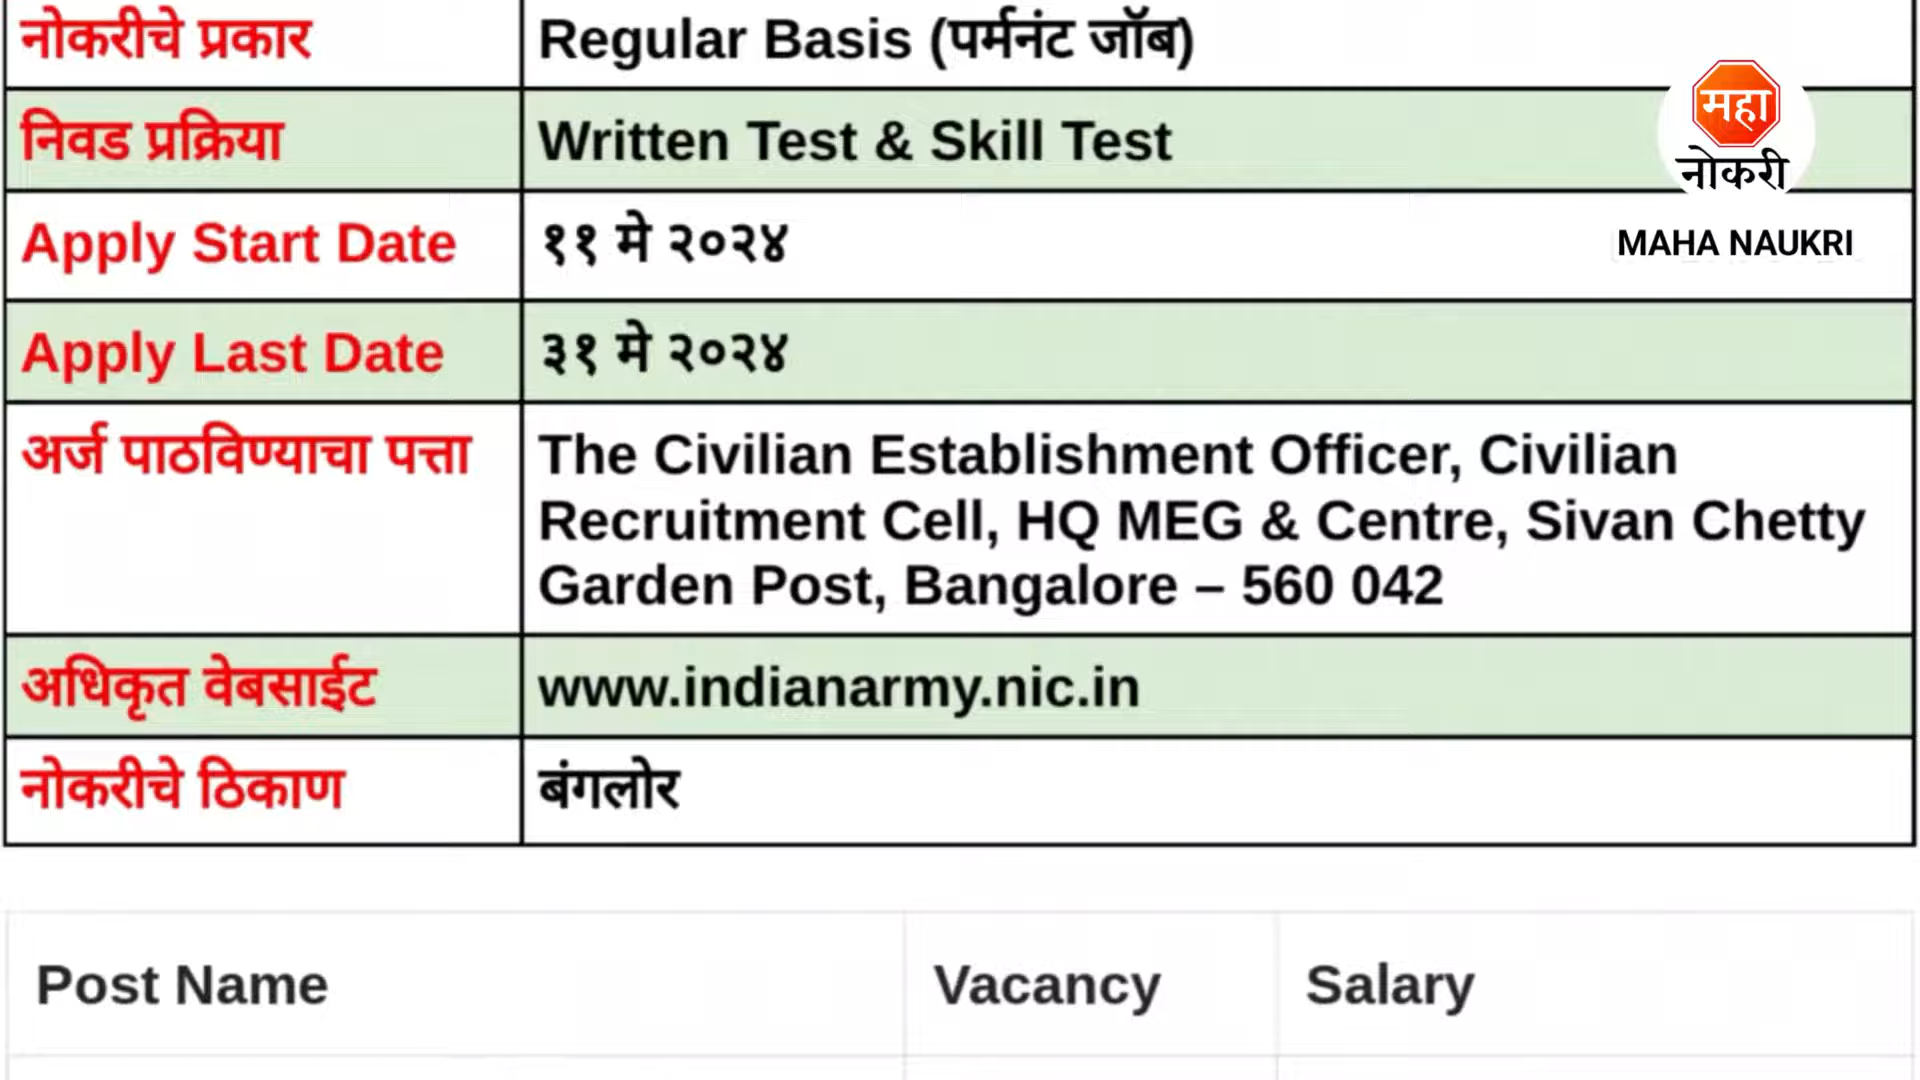 नोकरीचे प्रकार Regular Basis (पर्मनंट जॉब)
महा
नोकरी
MAHA NAUKRI
निवड प्रक्रिया Written Test & Skill Test
Apply Start Date ११ मे २०२४
Apply Last Date ३१ मे २०२४
अर्ज पाठविण्याचा पत्ता The Civilian Establishment Officer, Civilian
Recruitment Cell, HQ MEG & Centre, Sivan Chetty
Garden Post, Bangalore – 560 042
अधिकृत वेबसाईट www.indianarmy.nic.in
नोकरीचे ठिकाण बंगलोर
Post Name Vacancy Salary